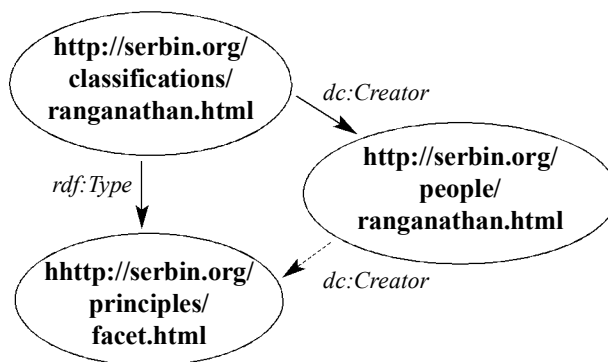 http://serbin.org/
classifications/
ranganathan.html
dc:Creator
http://serbin.org/
people/
ranganathan.html
rdf:Type
hhttp://serbin.org/
principles/
facet.html
dc:Creator